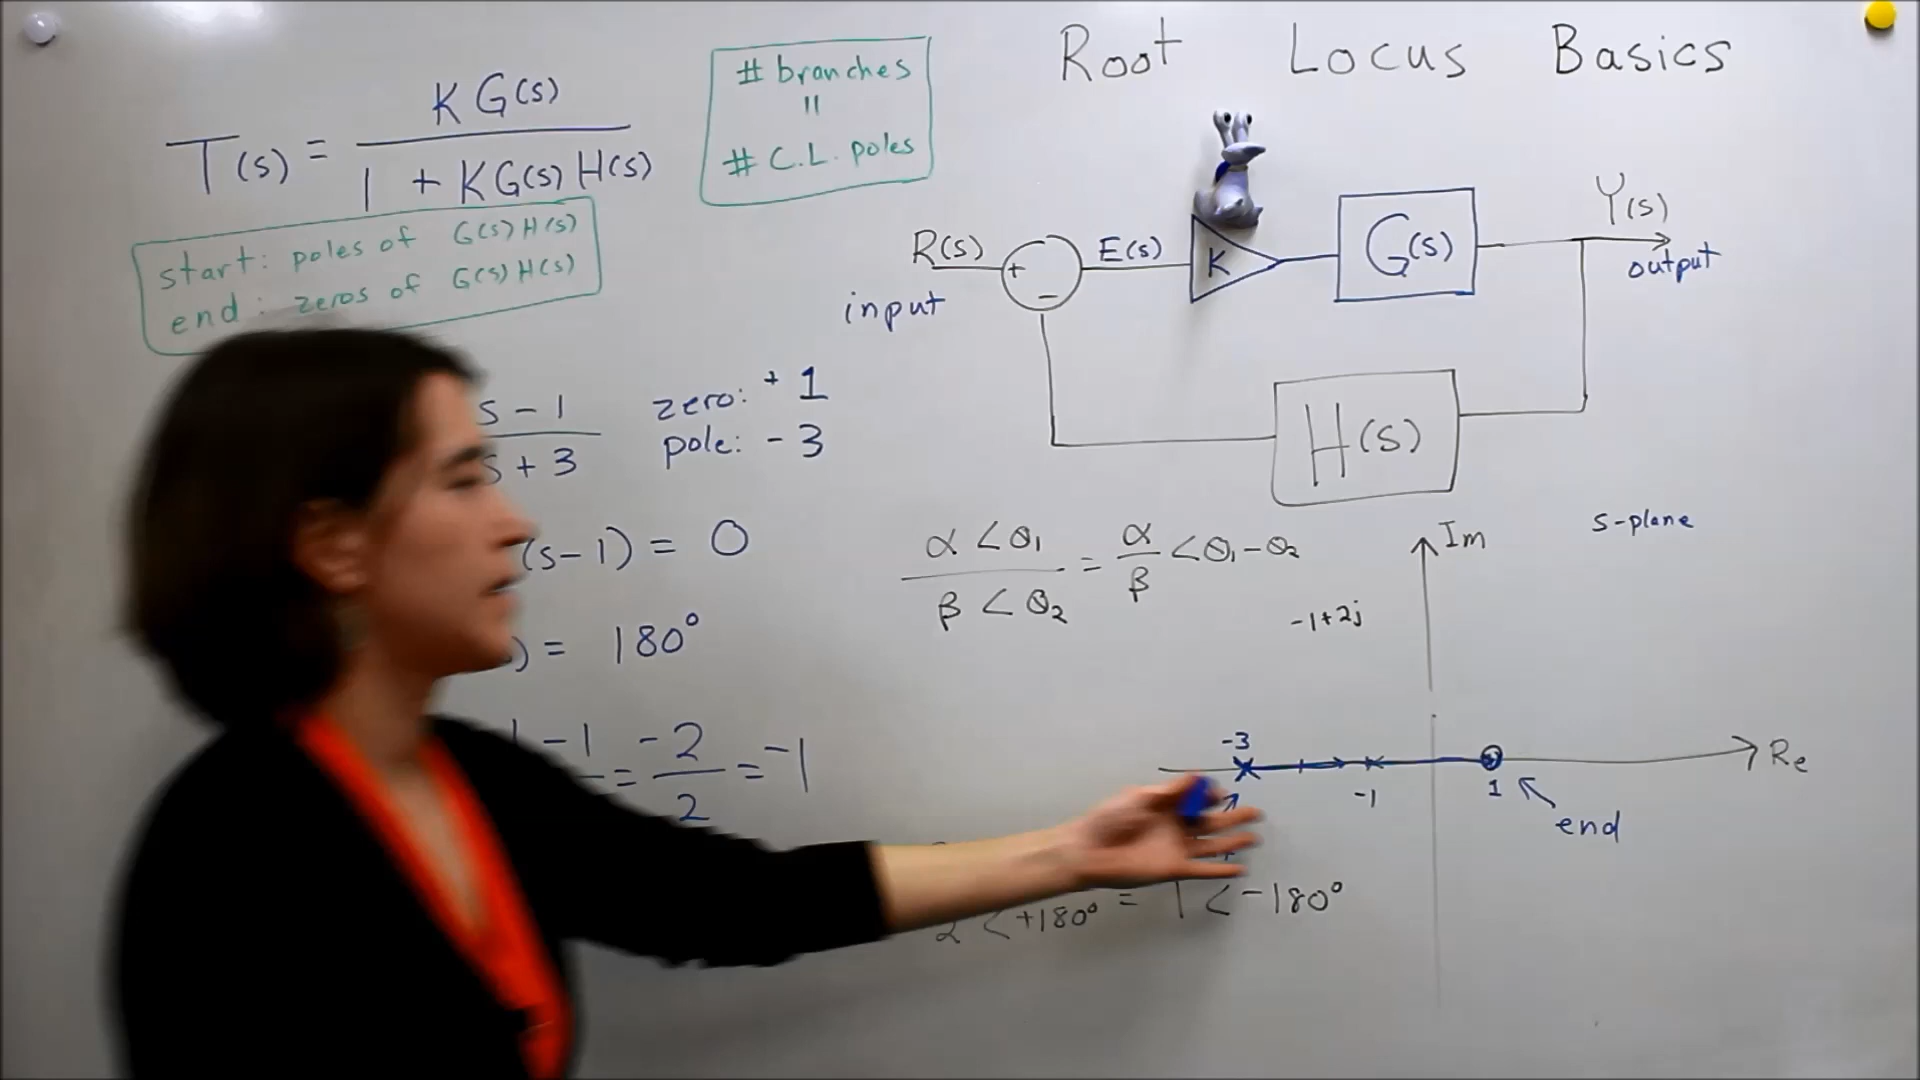 Root Locus Basics
T(s) = K G(s) / 1 + K G(s) H(s)
# branches
=
# C.L. poles
start: poles of G(s) H(s)
end: zeros of G(s) H(s)
R(s)
input
+
−
E(s)
K
G(s)
Y(s)
output
H(s)
s − 1 / s + 3
zero: + 1
pole: − 3
(s−1) = 0
) = 180°
− 1 = −2 / 2 = −1
α < θ1 / β < θ2 = α / β < θ1 − θ2
−1+2j
Im
s-plane
Re
−3
−1
1
end
2 < +180° = 1 < −180°